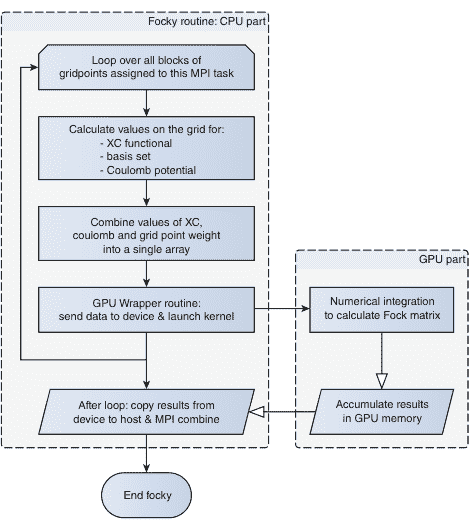 Focky routine: CPU part
Loop over all blocks of
gridpoints assigned to this MPI task
Calculate values on the grid for:
- XC functional
- basis set
- Coulomb potential
Combine values of XC,
coulomb and grid point weight
into a single array
GPU Wrapper routine:
send data to device & launch kernel
GPU part
Numerical integration
to calculate Fock matrix
Accumulate results
in GPU memory
After loop: copy results from
device to host & MPI combine
End focky